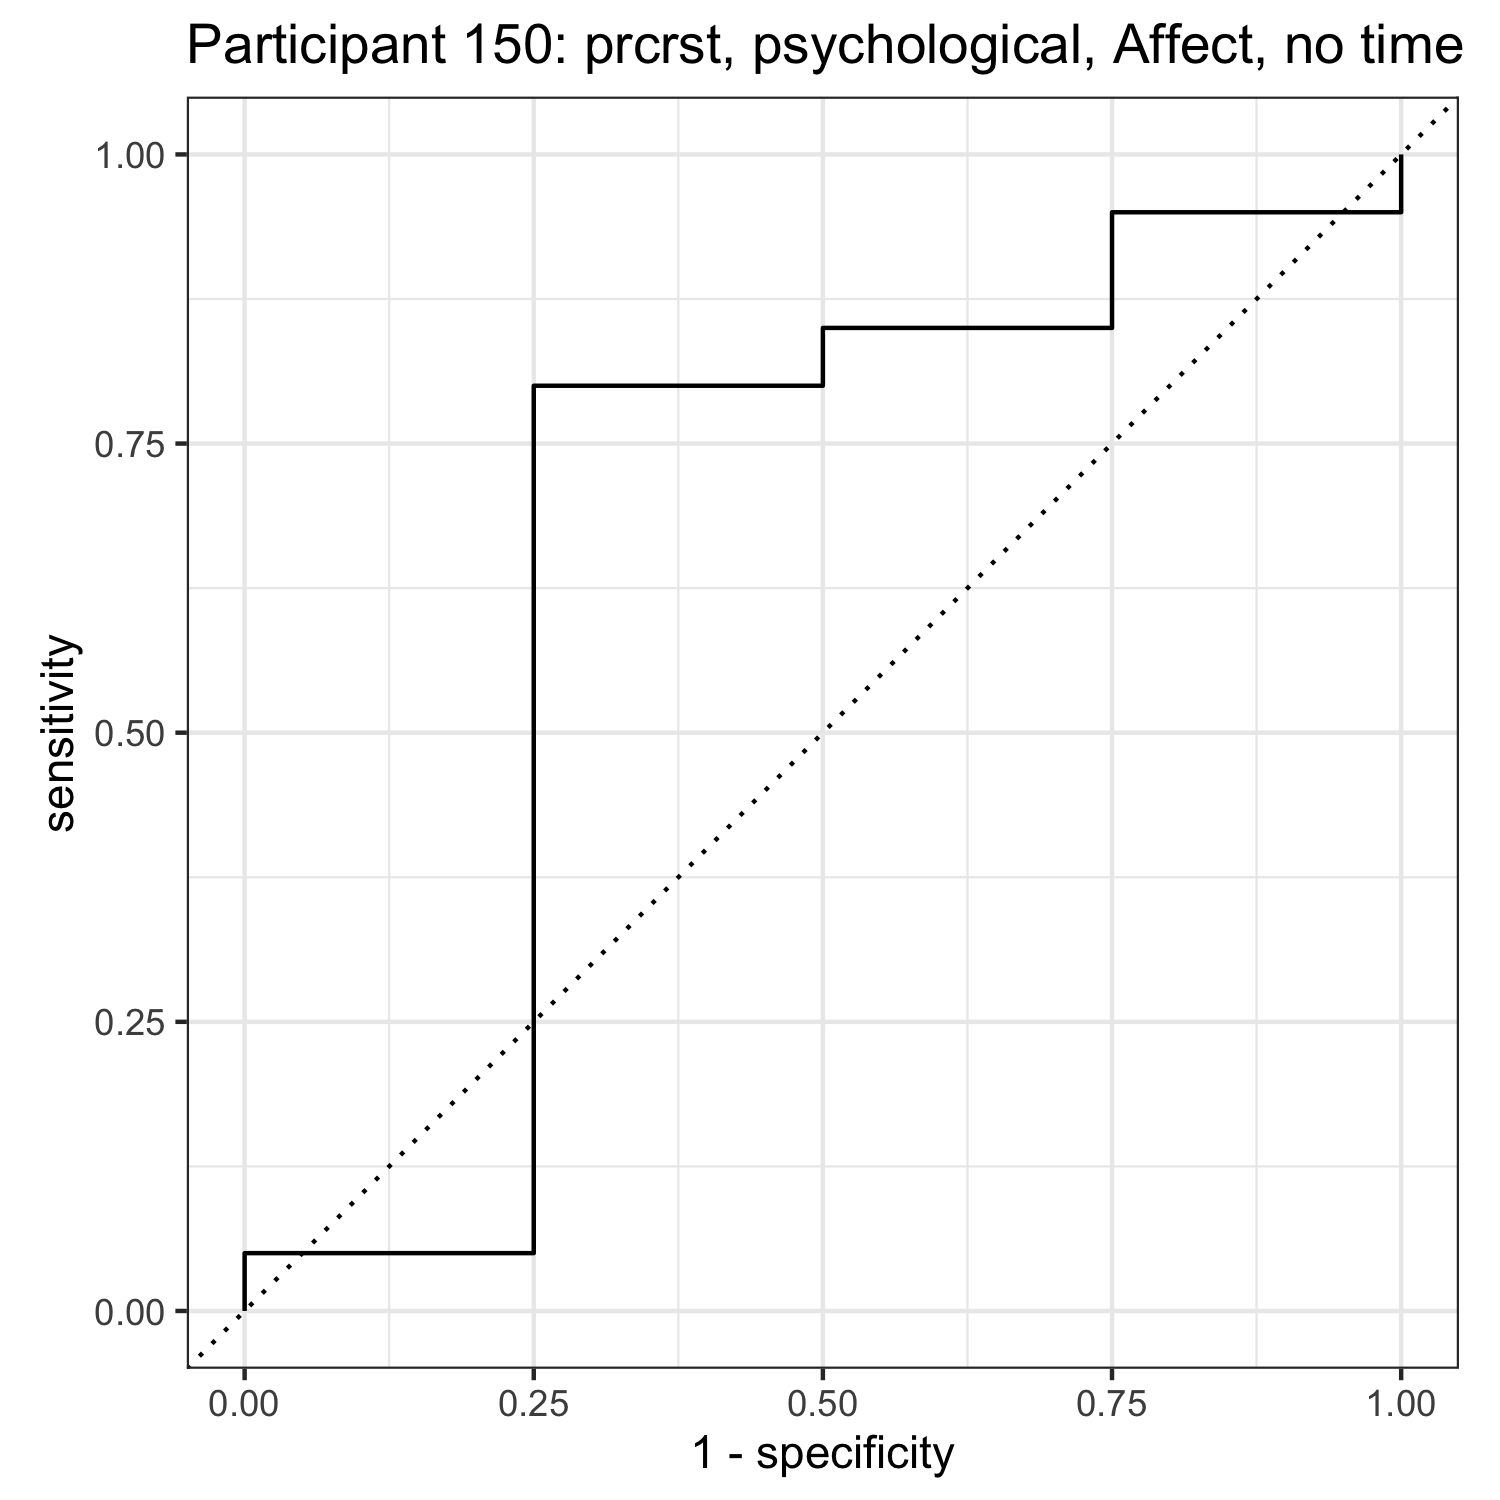 Participant 150: prcrst, psychological, Affect, no time
sensitivity
1.00
0.75
0.50
0.25
0.00
0.00 0.25 0.50 0.75 1.00
1 - specificity